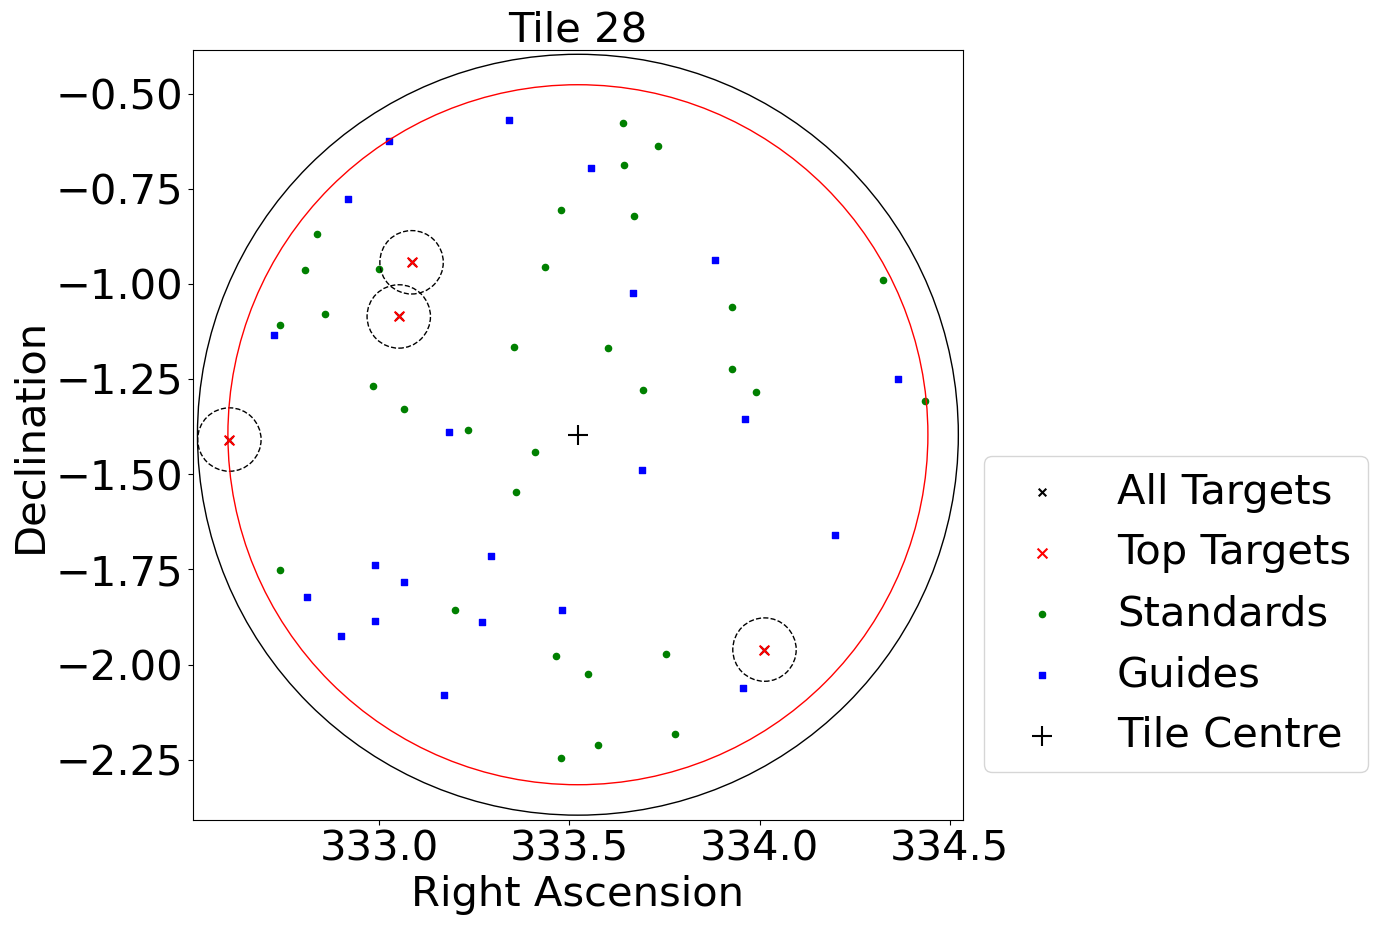 Tile 28
−0.50
−0.75
−1.00
−1.25
−1.50
−1.75
−2.00
−2.25
Declination
333.0 333.5 334.0 334.5
Right Ascension
All Targets
Top Targets
Standards
Guides
Tile Centre